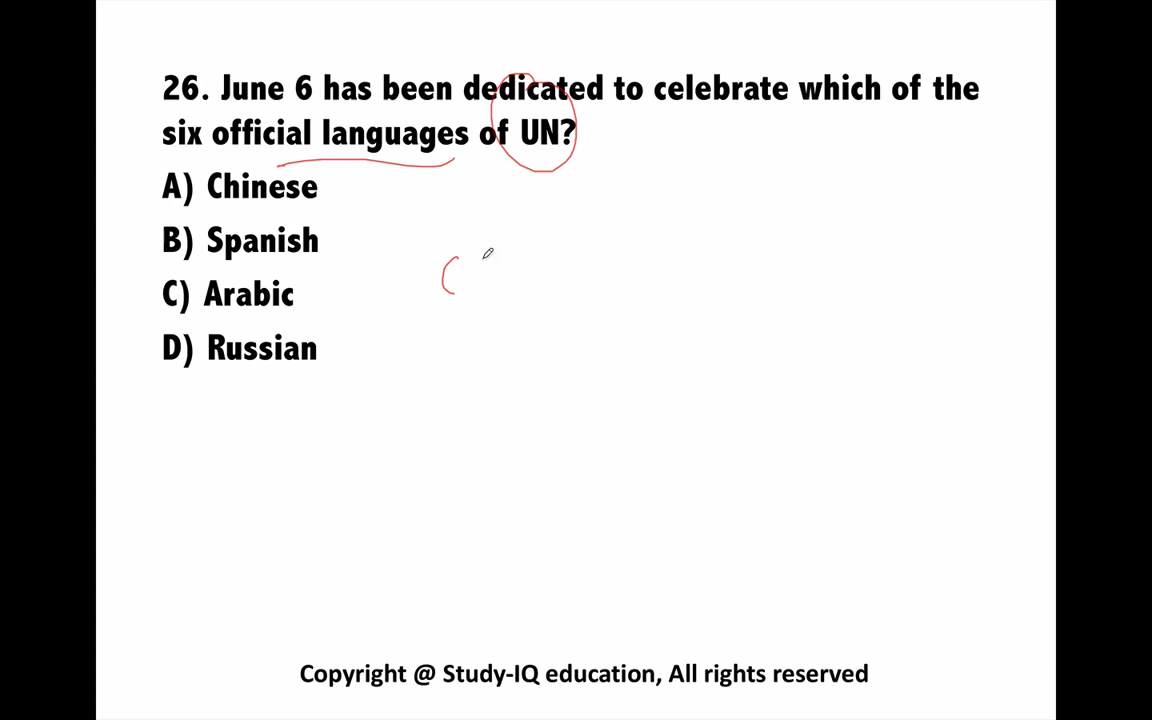 26. June 6 has been dedicated to celebrate which of the
six official languages of UN?
A) Chinese
B) Spanish
C) Arabic
D) Russian
Copyright @ Study-IQ education, All rights reserved